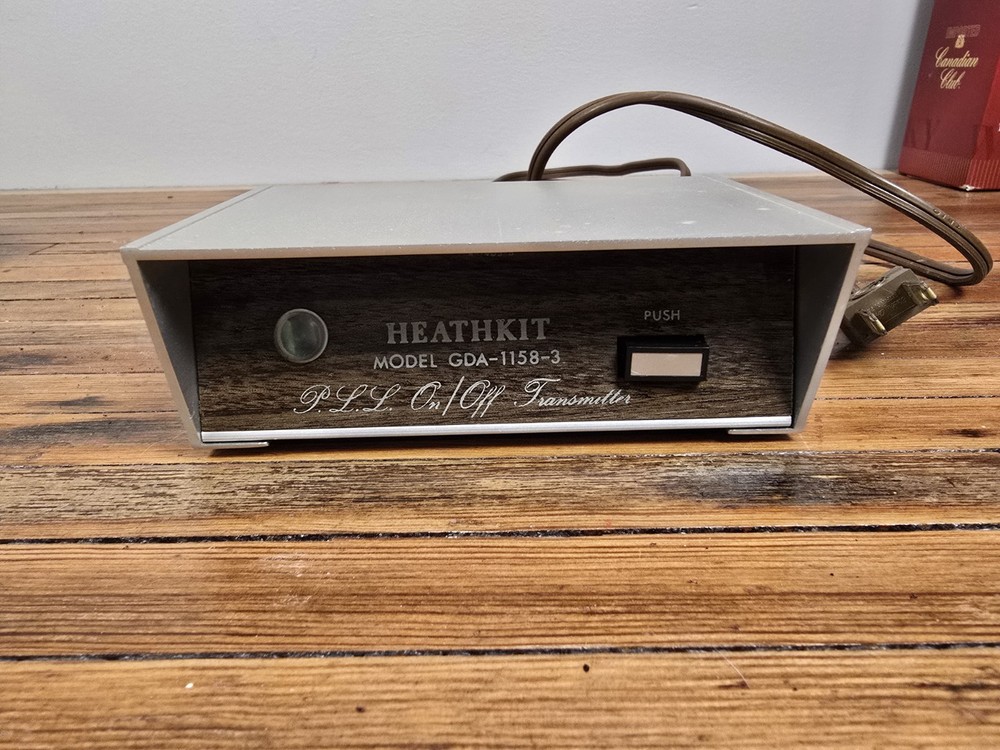 Canadian
Club.
HEATHKIT
PUSH
MODEL GDA-1158-3
P.L.L. On/Off Transmitter